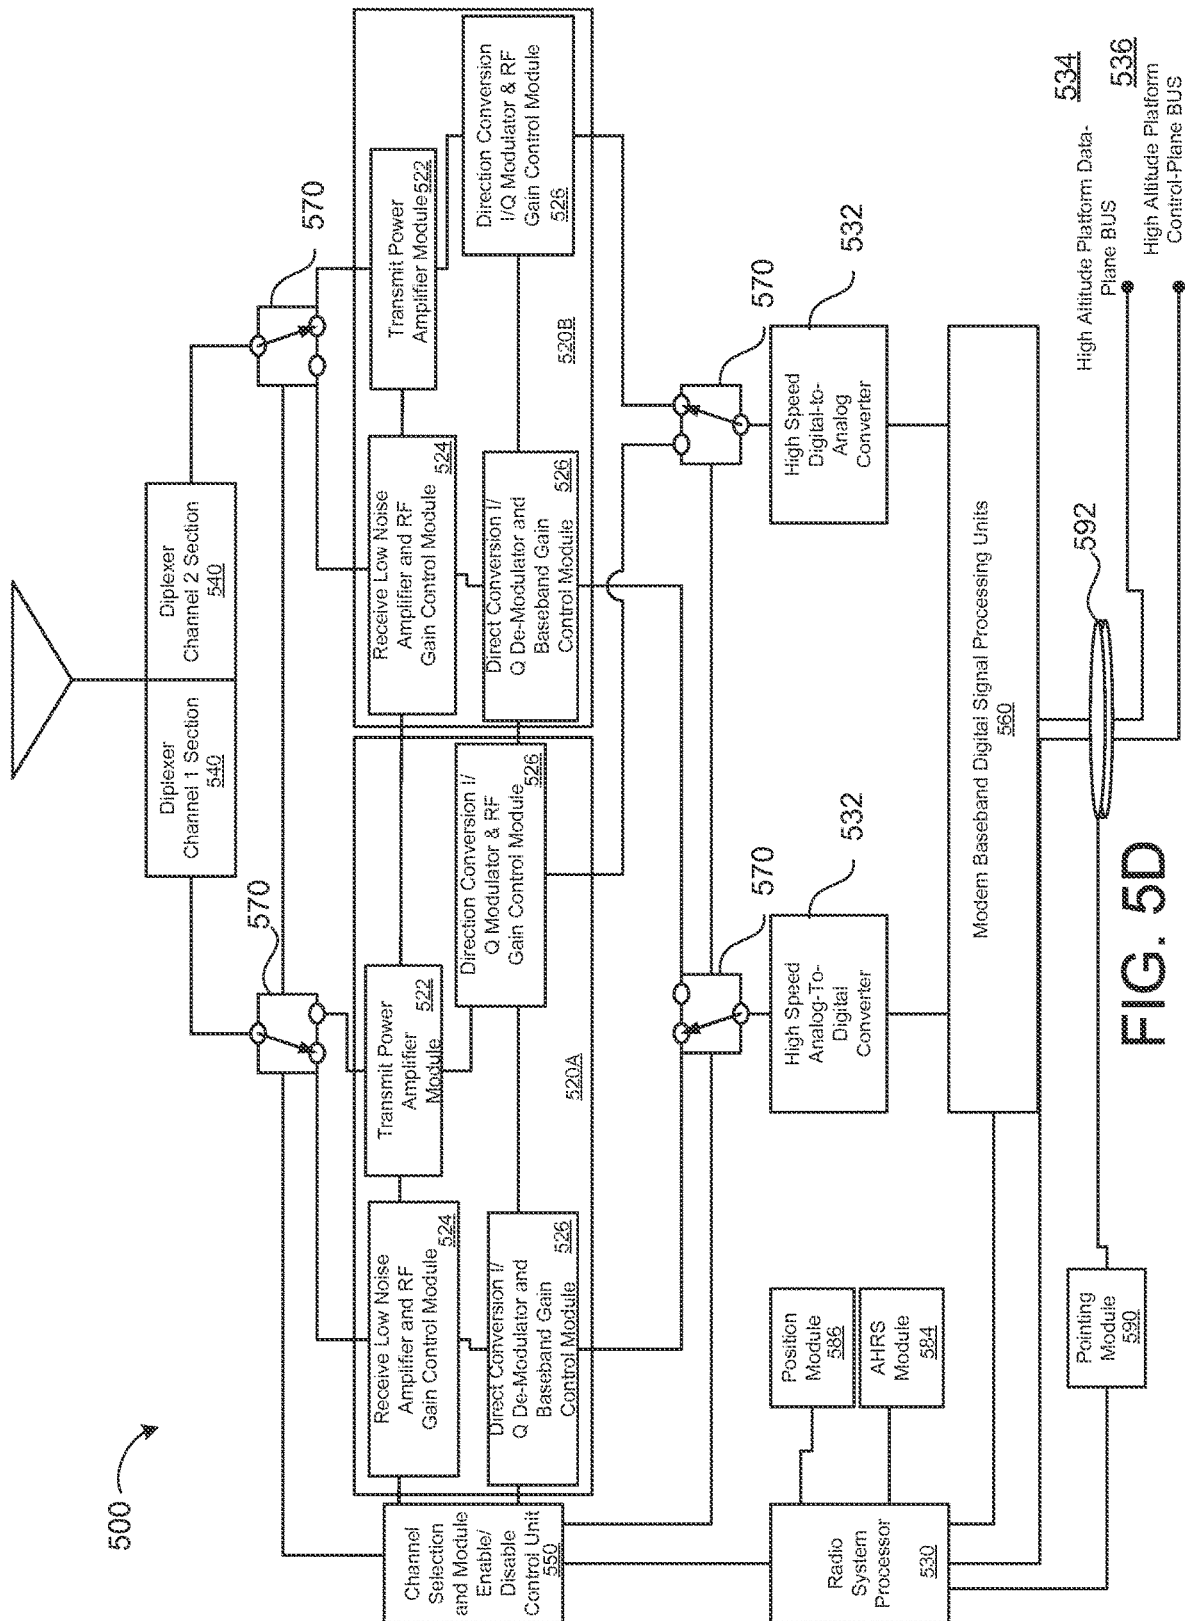 500
Diplexer
Channel 1 Section
540
Diplexer
Channel 2 Section
540
570
570
Channel
Selection
and Module
Enable/
Disable
Control Unit
550
Receive Low Noise
Amplifier and RF
Gain Control Module
524
Transmit Power
Amplifier
Module
522
Direct Conversion I/
Q De-Modulator and
Baseband Gain
Control Module
526
Direction Conversion I/
Q Modulator & RF
Gain Control Module
526
520A
Receive Low Noise
Amplifier and RF
Gain Control Module
524
Transmit Power
Amplifier Module522
Direct Conversion I/
Q De-Modulator and
Baseband Gain
Control Module
526
Direction Conversion
I/Q Modulator & RF
Gain Control Module
526
520B
570
570
High Speed
Analog-To-
Digital
Converter
532
High Speed
Digital-to-
Analog
Converter
532
Radio
System
Processor
530
Position
Module
586
AHRS
Module
584
Modem Baseband Digital Signal Processing Units
560
Pointing
Module
590
592
High Altitude Platform Data-
Plane BUS
534
High Altitude Platform
Control-Plane BUS
536
FIG. 5D